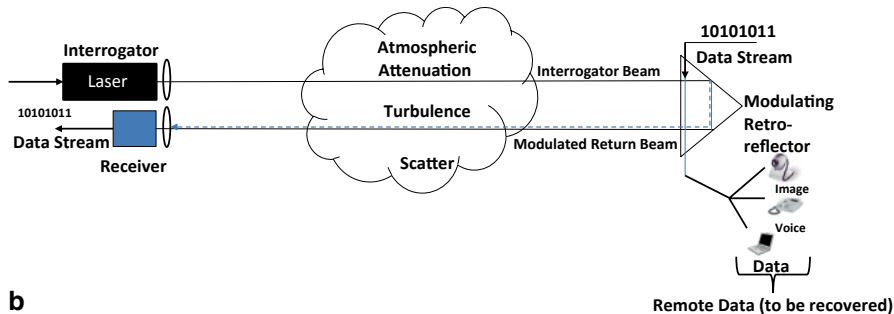 10101011
Interrogator
Data Stream
Laser
Atmospheric
Attenuation
Interrogator Beam
10101011
Data Stream
Receiver
Turbulence
Modulated Return Beam
Modulating
Retro-
reflector
Scatter
Image
Voice
Data
b
Remote Data (to be recovered)